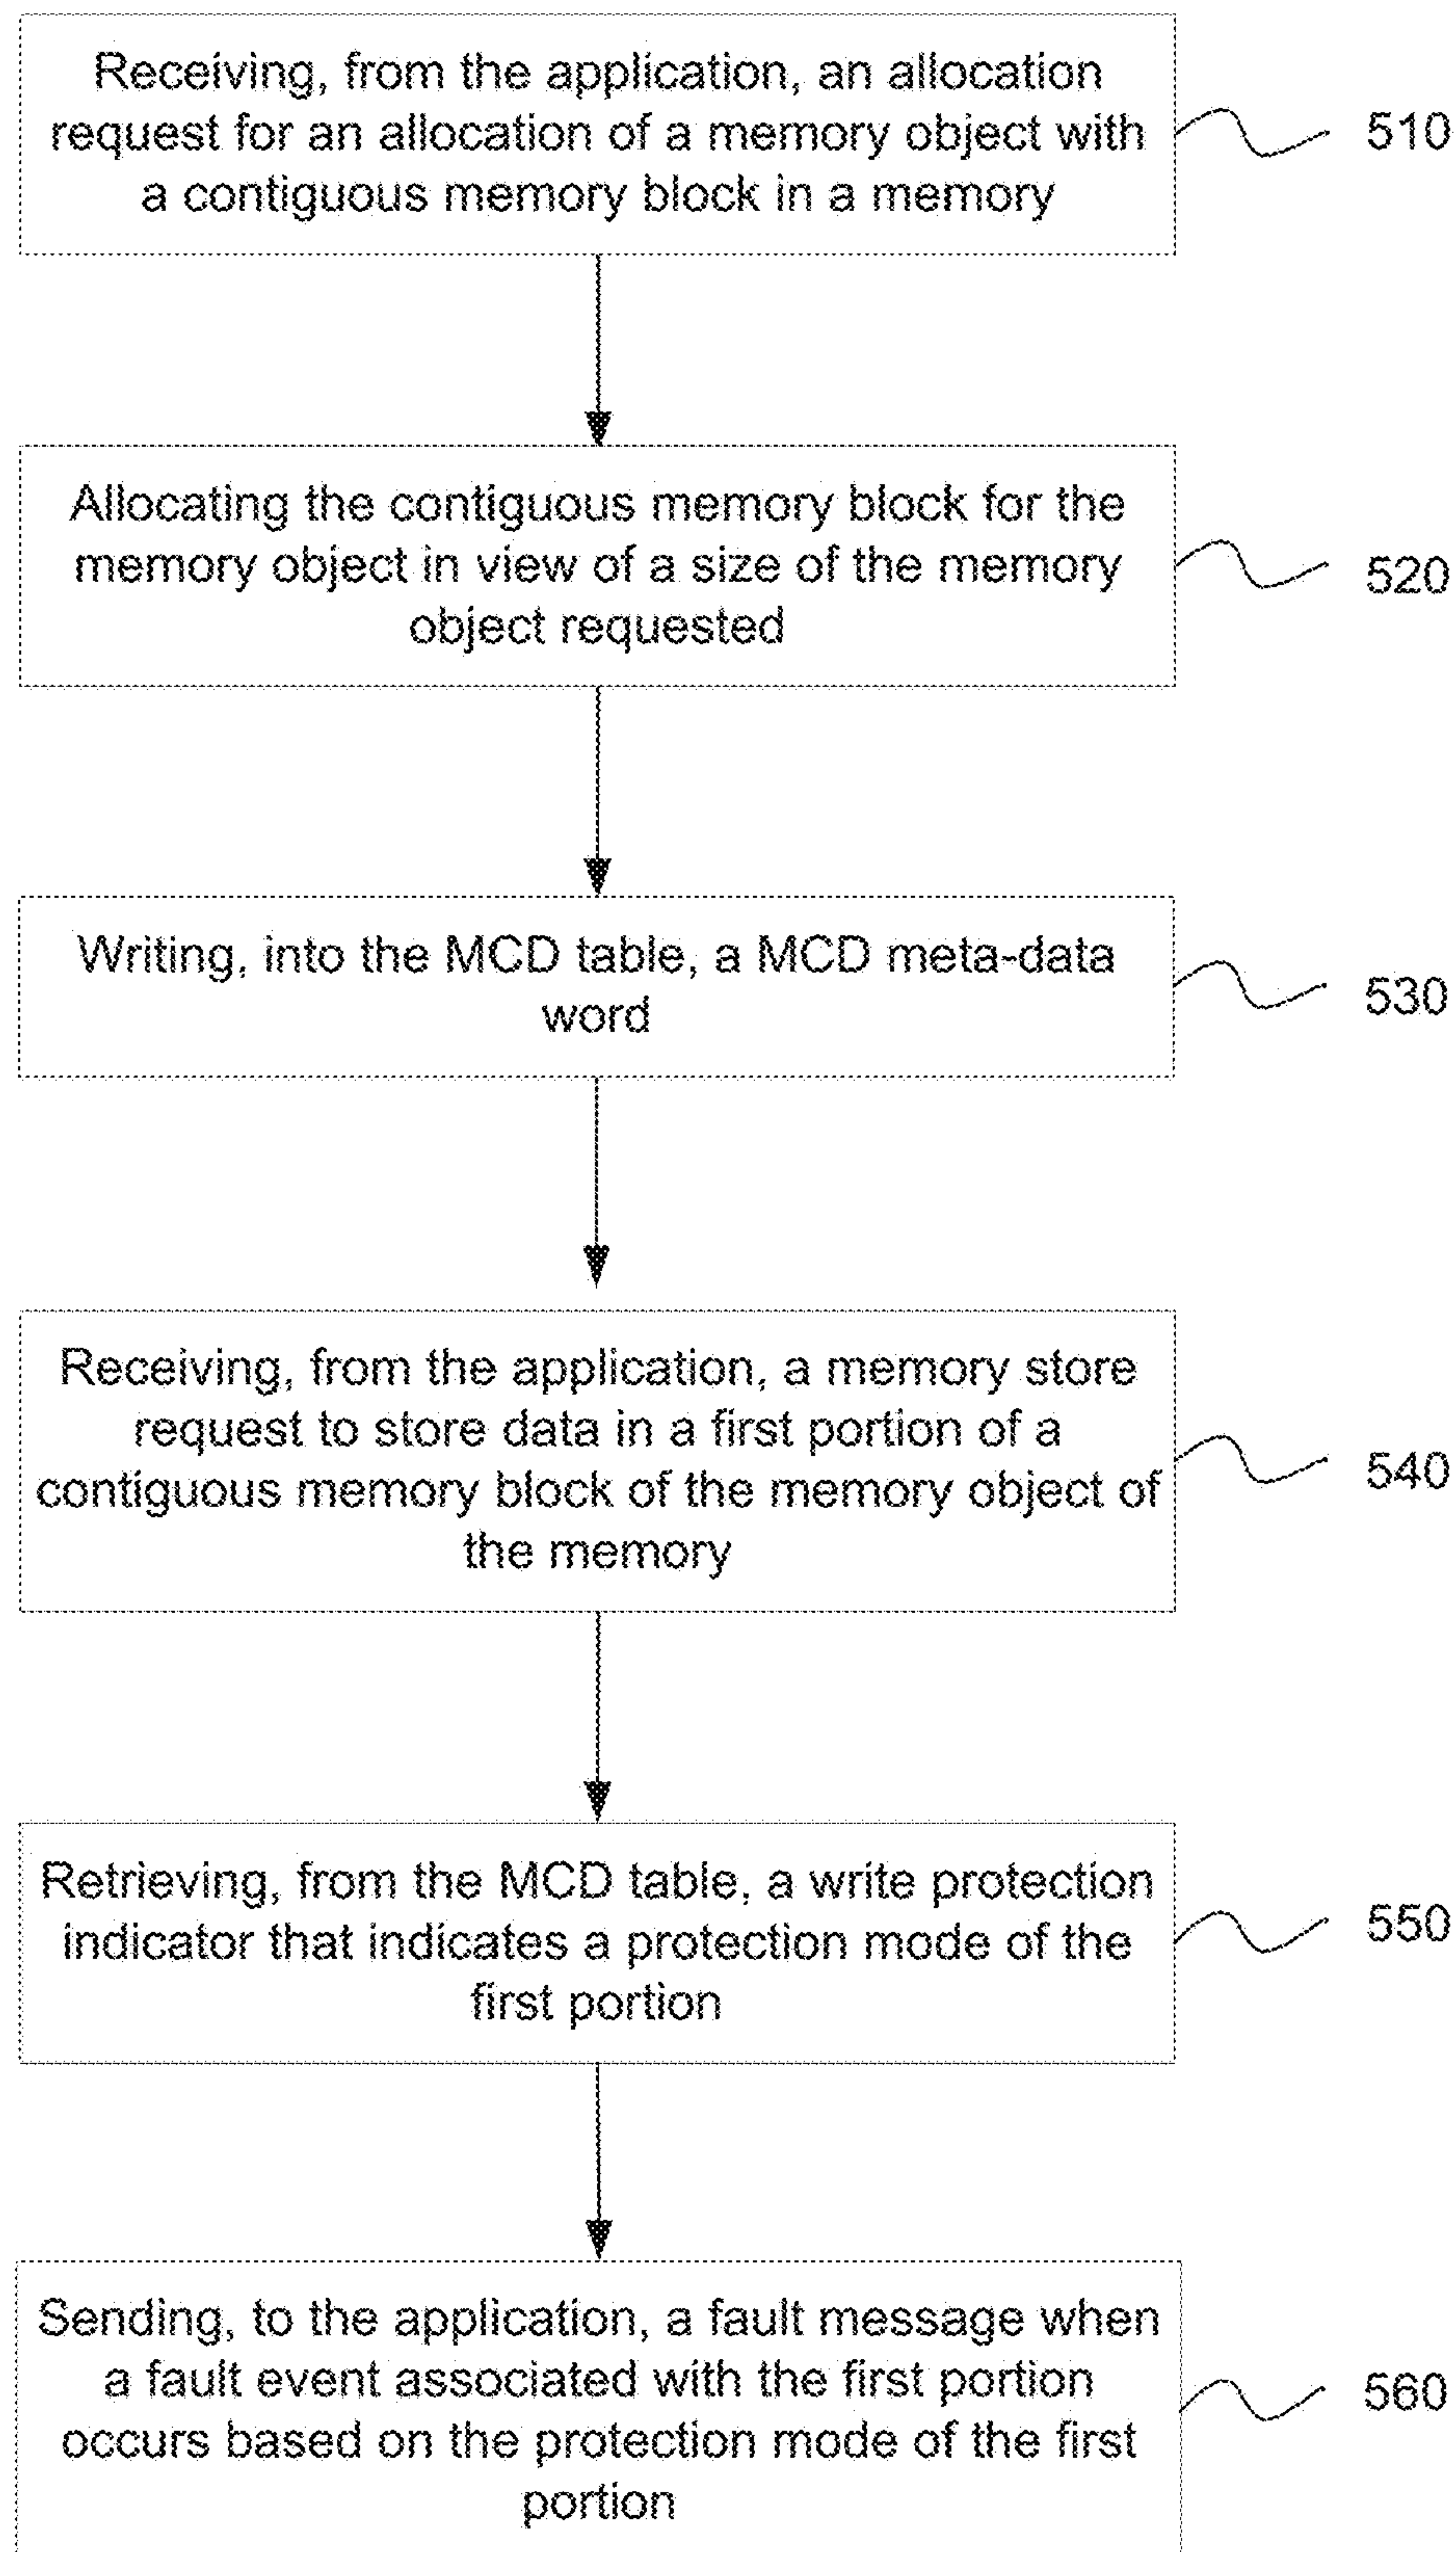 Receiving, from the application, an allocation
request for an allocation of a memory object with
a contiguous memory block in a memory
510
Allocating the contiguous memory block for the
memory object in view of a size of the memory
object requested
520
Writing, into the MCD table, a MCD meta-data
word
530
Receiving, from the application, a memory store
request to store data in a first portion of a
contiguous memory block of the memory object of
the memory
540
Retrieving, from the MCD table, a write protection
indicator that indicates a protection mode of the
first portion
550
Sending, to the application, a fault message when
a fault event associated with the first portion
occurs based on the protection mode of the first
portion
560